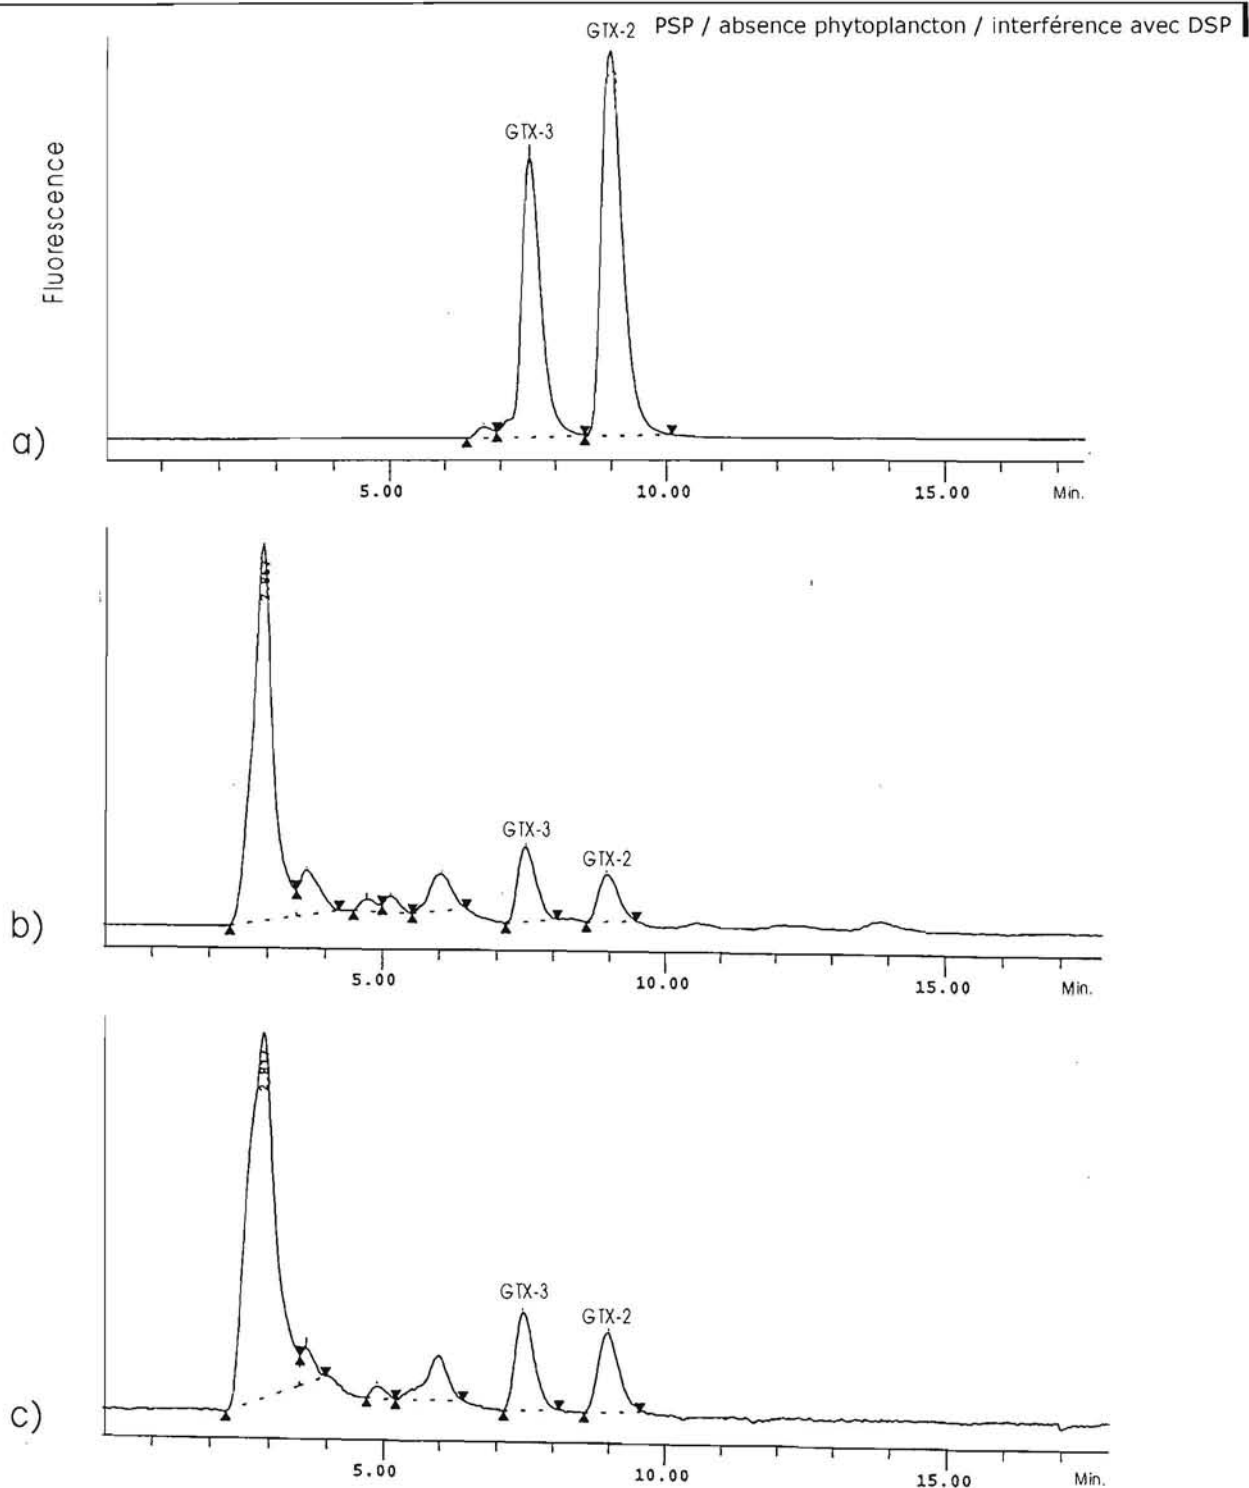 PSP / absence phytoplancton / interférence avec DSP
GTX-2
GTX-3
Fluorescence
a)
5.00 10.00 15.00 Min.
GTX-3
GTX-2
b)
5.00 10.00 15.00 Min.
GTX-3
GTX-2
c)
5.00 10.00 15.00 Min.